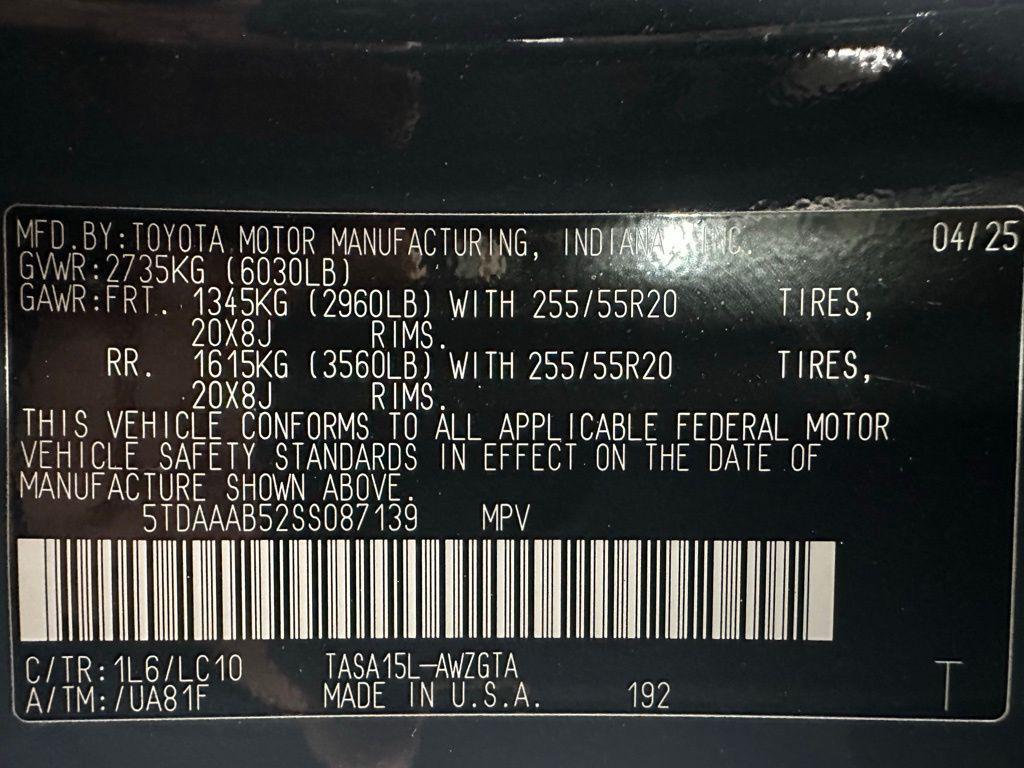 MFD.BY:TOYOTA MOTOR MANUFACTURING, INDIANA, INC. 04/25
GVWR:2735KG (6030LB)
GAWR:FRT. 1345KG (2960LB) WITH 255/55R20 TIRES,
20X8J RIMS.
RR. 1615KG (3560LB) WITH 255/55R20 TIRES,
20X8J RIMS.
THIS VEHICLE CONFORMS TO ALL APPLICABLE FEDERAL MOTOR
VEHICLE SAFETY STANDARDS IN EFFECT ON THE DATE OF
MANUFACTURE SHOWN ABOVE.
5TDAAAB52SS087139 MPV
C/TR:1L6/LC10 TASA15L-AWZGTA
A/TM:/UA81F MADE IN U.S.A. 192 T